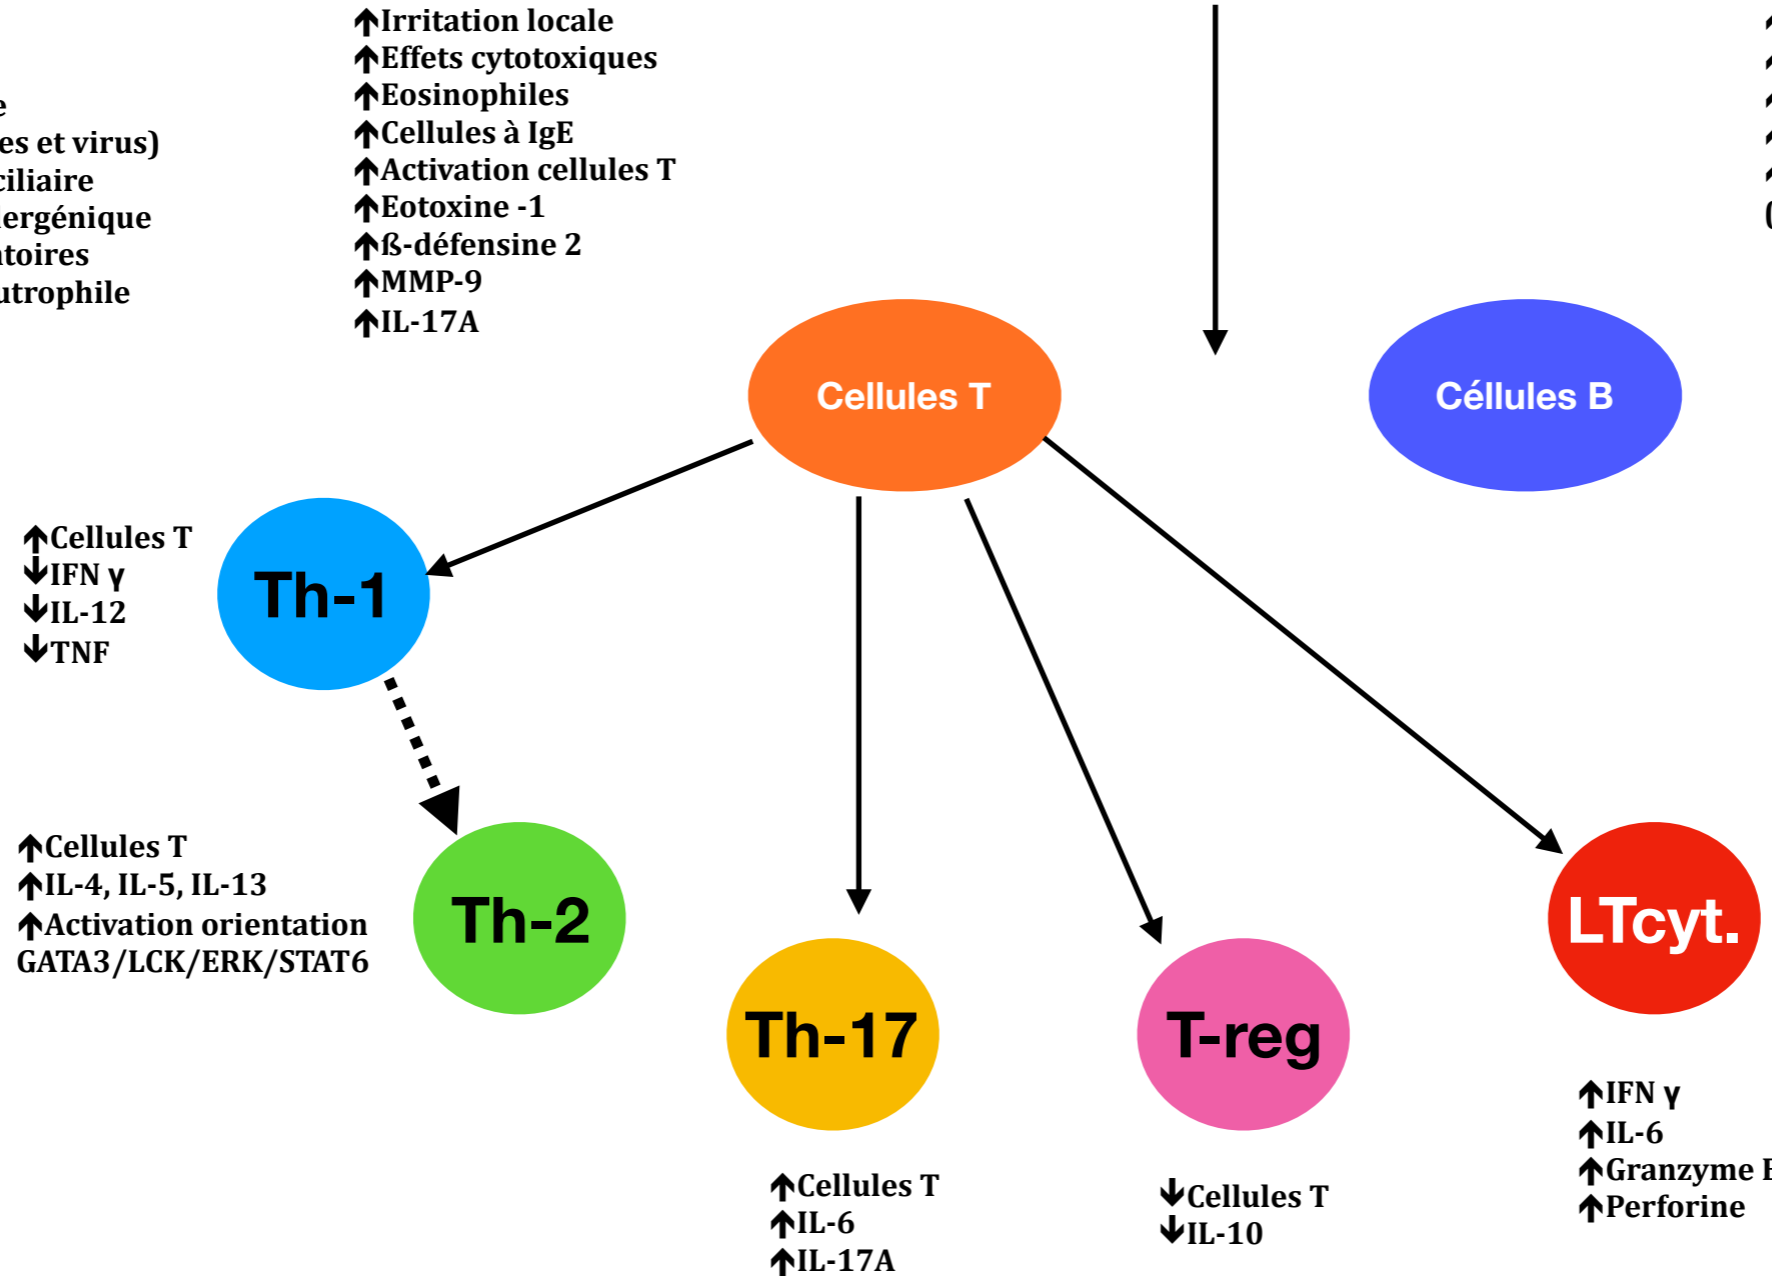 es et virus)
ciliaire
lergénique
toires
utrophile
↑Irritation locale
↑Effets cytotoxiques
↑Eosinophiles
↑Cellules à IgE
↑Activation cellules T
↑Eotoxine -1
↑ß-défensine 2
↑MMP-9
↑IL-17A
Cellules T
Céllules B
↑Cellules T
↓IFN γ
↓IL-12
↓TNF
Th-1
↑Cellules T
↑IL-4, IL-5, IL-13
↑Activation orientation
GATA3/LCK/ERK/STAT6
Th-2
Th-17
↑Cellules T
↑IL-6
↑IL-17A
T-reg
↓Cellules T
↓IL-10
LTcyt.
↑IFN γ
↑IL-6
↑Granzyme
↑Perforine